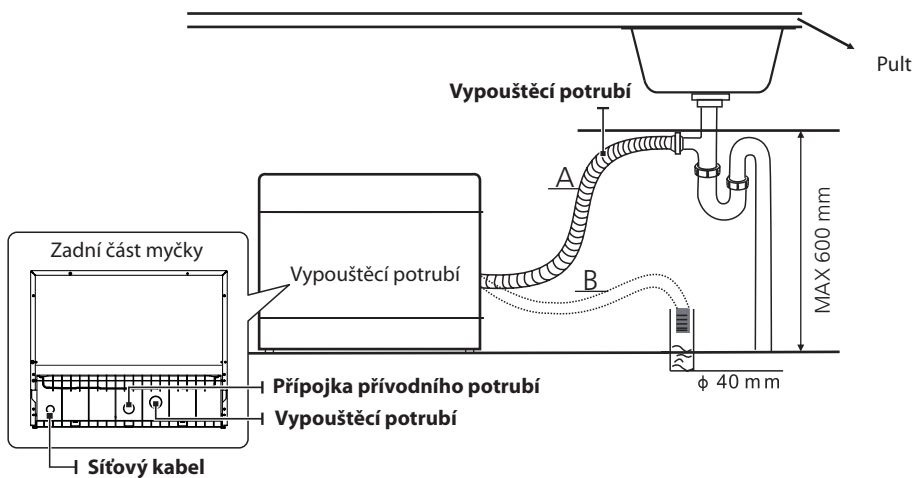 Pult
Vypouštěcí potrubí
A
MAX 600 mm
Zadní část myčky
Vypouštěcí potrubí
B
Přípojka přívodního potrubí
ϕ 40 mm
Vypouštěcí potrubí
Síťový kabel